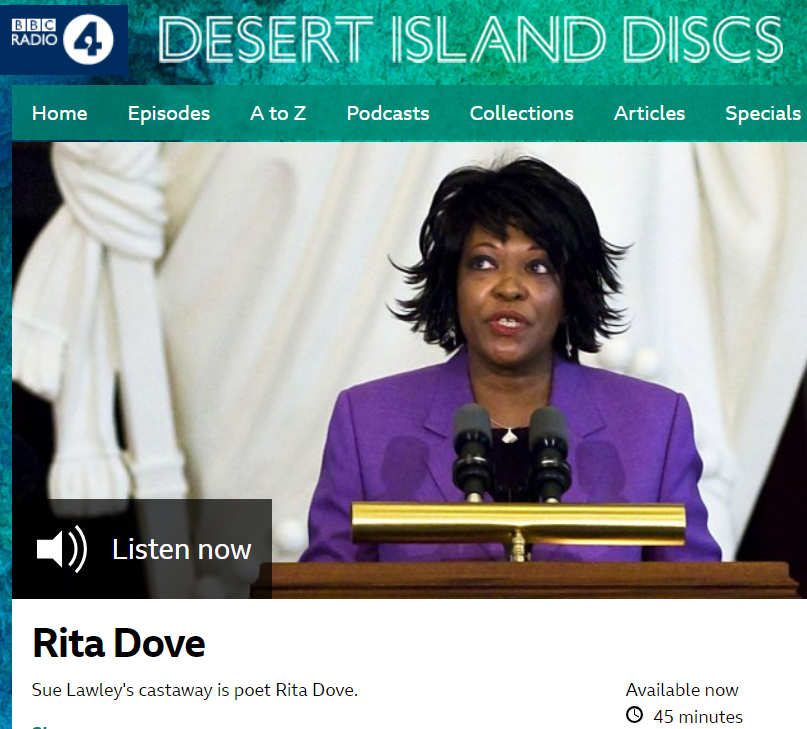 BBC
RADIO 4
DESERT ISLAND DISCS
Home Episodes A to Z Podcasts Collections Articles Specials
Listen now
Rita Dove
Sue Lawley's castaway is poet Rita Dove.
Available now
45 minutes